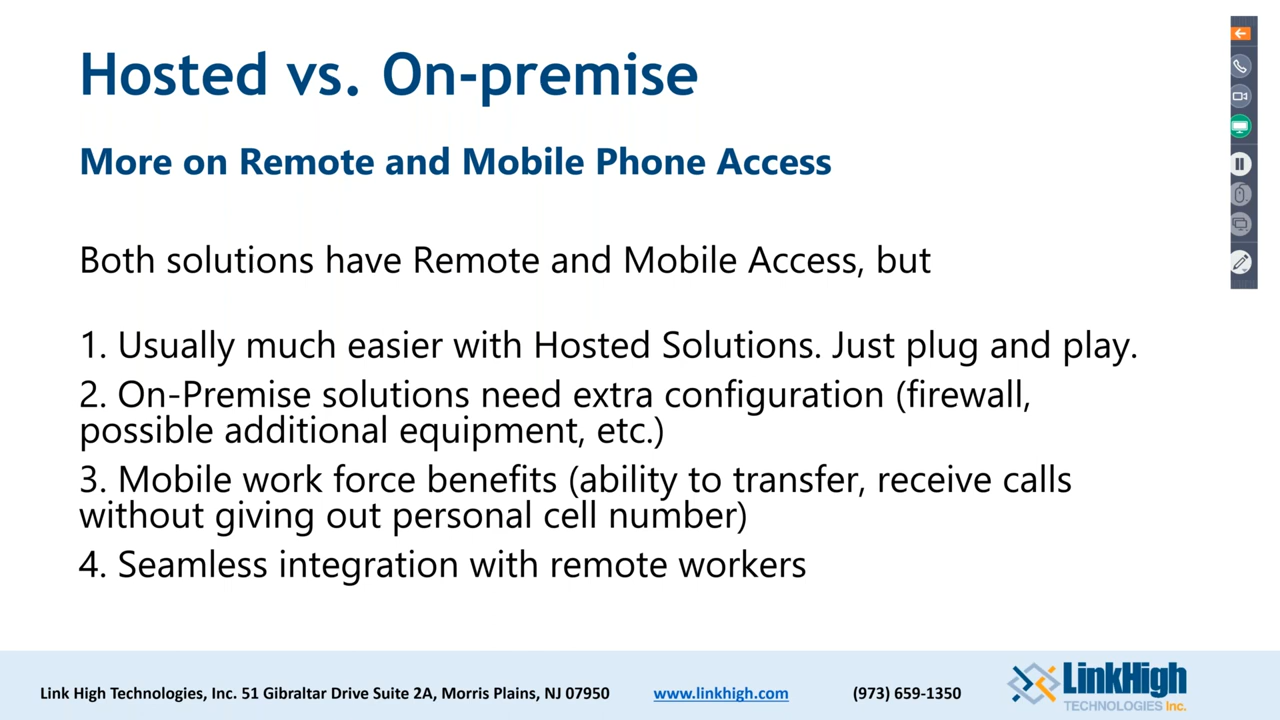 Hosted vs. On-premise
More on Remote and Mobile Phone Access
Both solutions have Remote and Mobile Access, but
1. Usually much easier with Hosted Solutions. Just plug and play.
2. On-Premise solutions need extra configuration (firewall,
possible additional equipment, etc.)
3. Mobile work force benefits (ability to transfer, receive calls
without giving out personal cell number)
4. Seamless integration with remote workers
Link High Technologies, Inc. 51 Gibraltar Drive Suite 2A, Morris Plains, NJ 07950 www.linkhigh.com (973) 659-1350
LinkHigh
TECHNOLOGIES Inc.